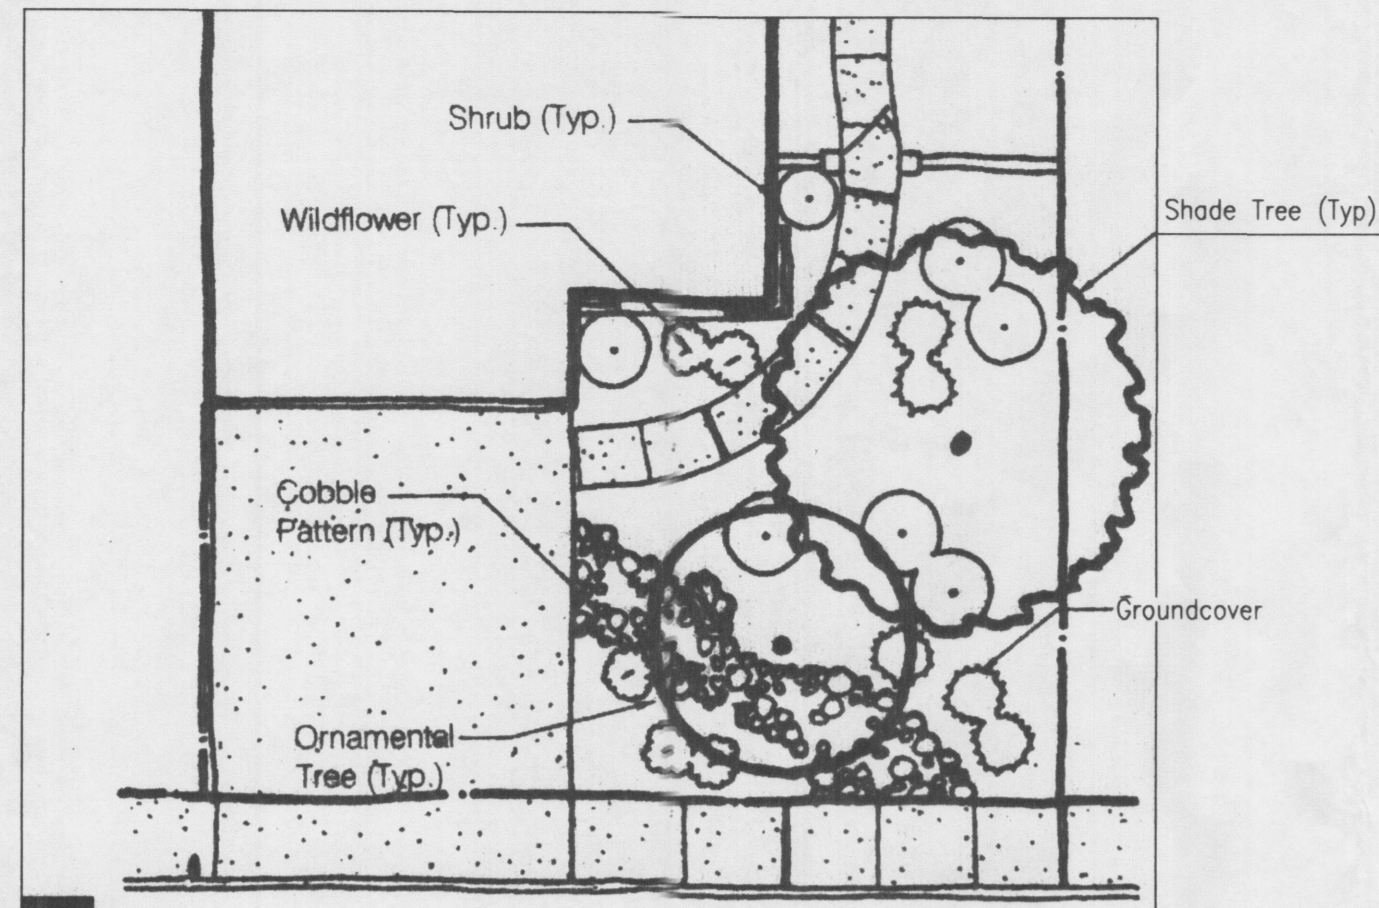 Shrub (Typ.)
Wildflower (Typ.)
Shade Tree (Typ)
Cobble
Pattern (Typ.)
Groundcover
Ornamental
Tree (Typ.)